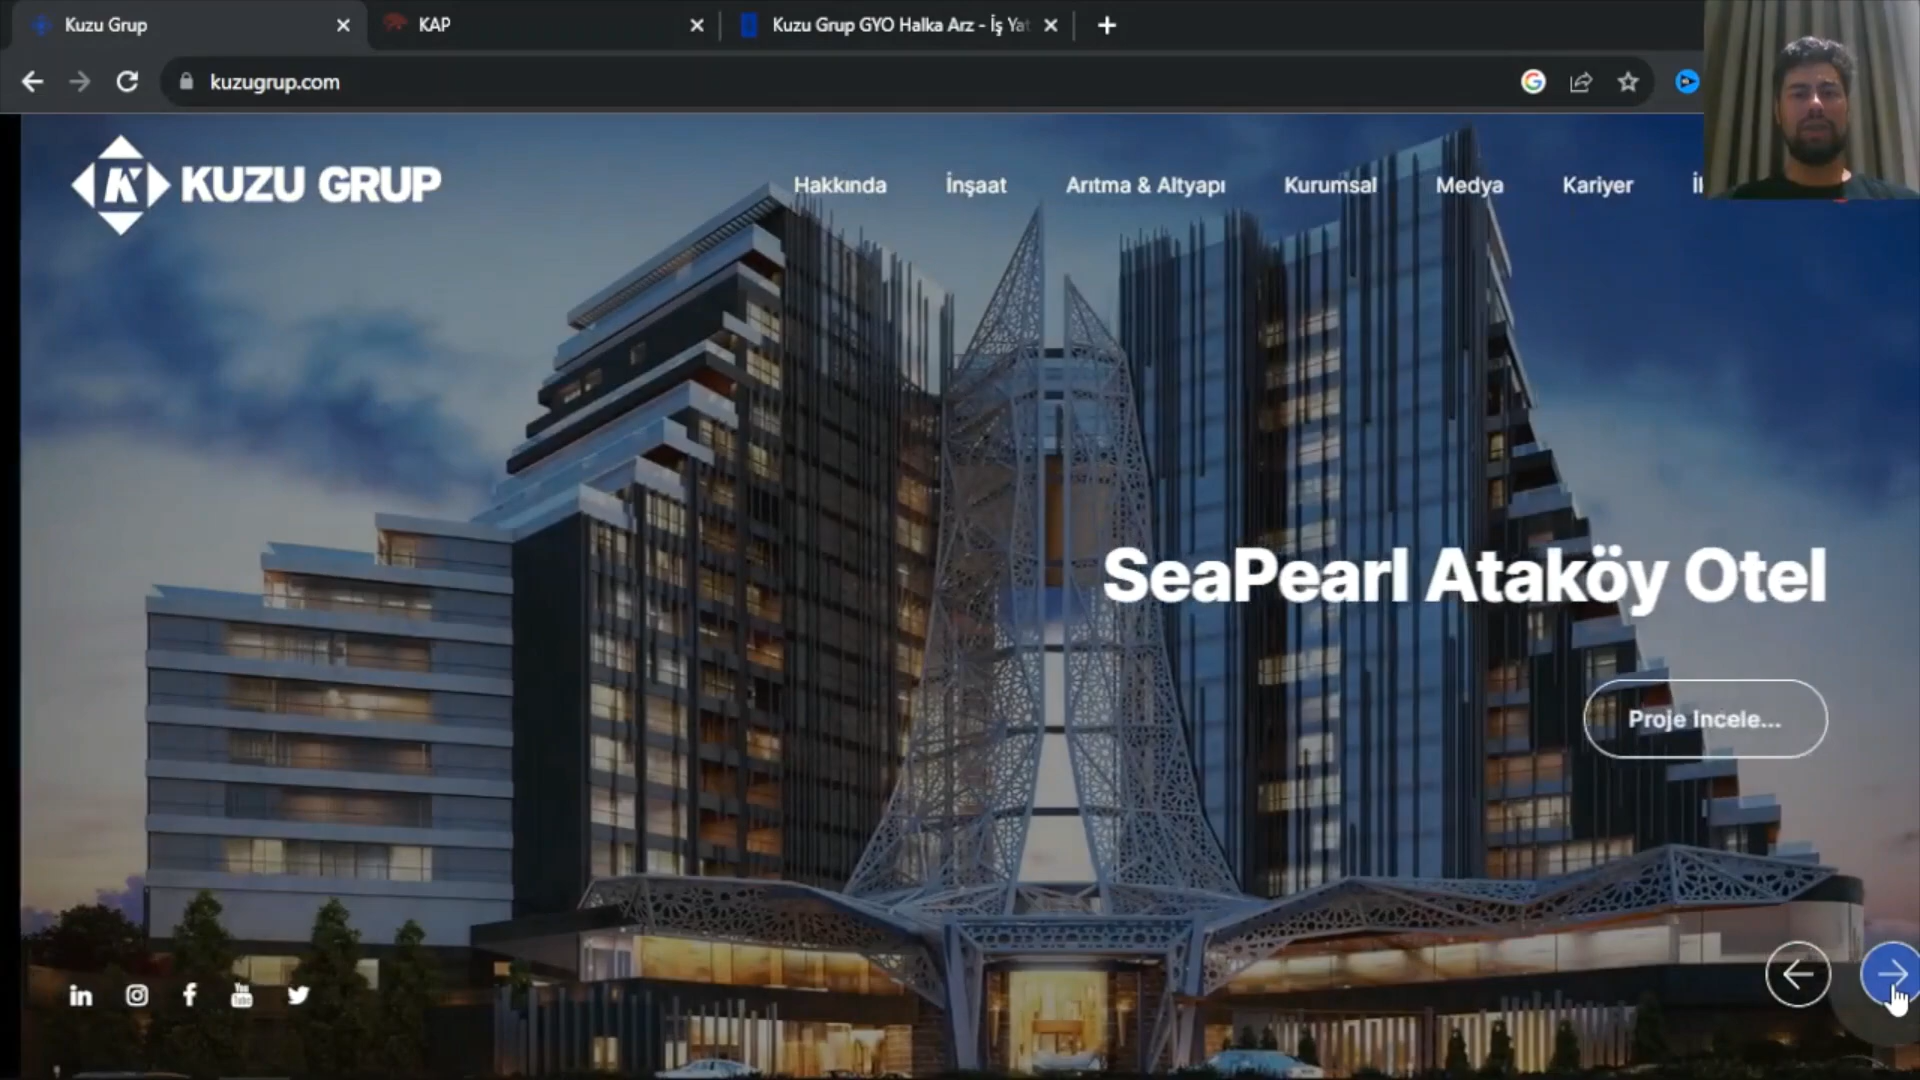 Kuzu Grup
KAP
Kuzu Grup GYO Halka Arz - İş Yat
kuzugrup.com
K KUZU GRUP
Hakkında
İnşaat
Arıtma & Altyapı
Kurumsal
Medya
Kariyer
SeaPearl Ataköy Otel
Proje İncele...